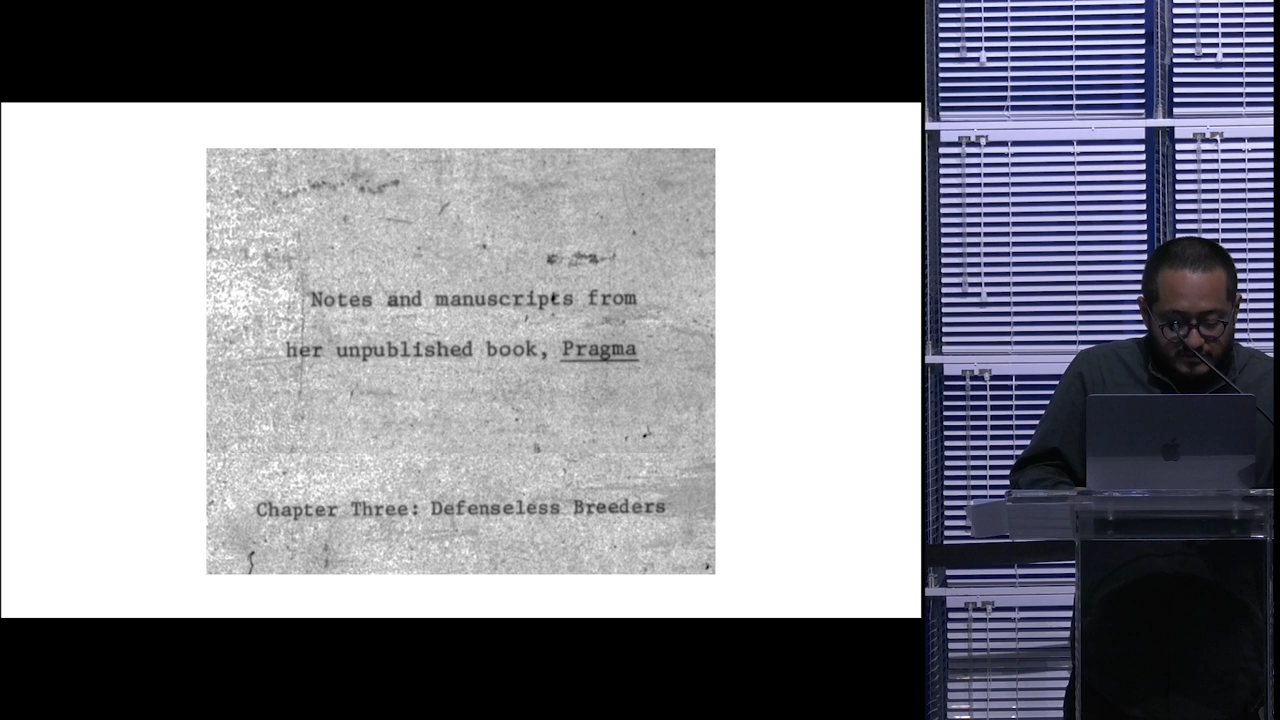 Notes and manuscripts from
her unpublished book, Pragma
Chapter Three: Defenseless Breeders